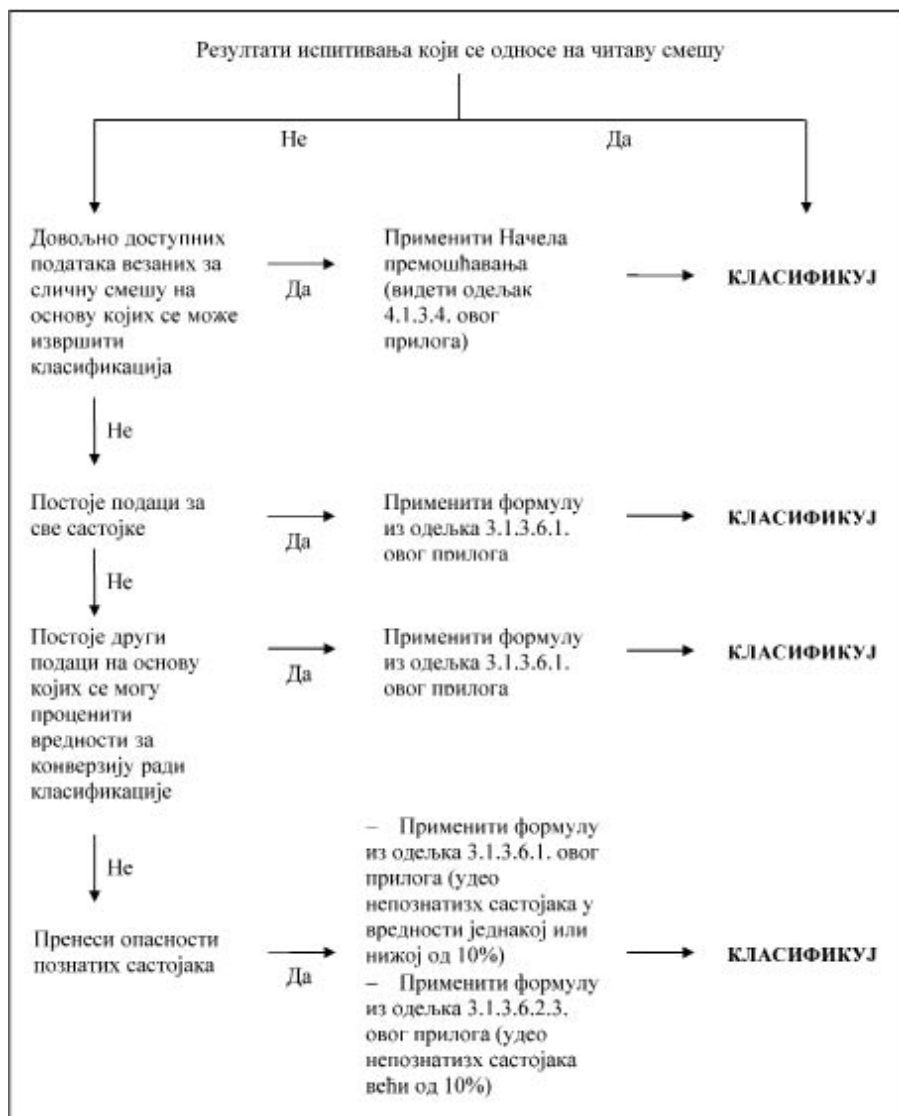 Резултати испитивања који се односе на читаву смешу
Не
Да
Довољно доступних
података везаних за
сличну смешу на
основу којих се може
извршити
класификација
Да
Применити Начела
премошћавања
(видети одељак
4.1.3.4. овог
прилога)
КЛАСИФИКУЈ
Не
Постоје подаци за
све састојке
Да
Применити формулу
из одељка 3.1.3.6.1.
овог прилога
КЛАСИФИКУЈ
Не
Постоје други
подаци на основу
којих се могу
проценити
вредности за
конверзију ради
класификације
Да
Применити формулу
из одељка 3.1.3.6.1.
овог прилога
КЛАСИФИКУЈ
Не
Пренеси опасности
познатих састојака
Да
– Применити формулу
из одељка 3.1.3.6.1. овог
прилога (удео
непознатизх састојака у
вредности једнакој или
нижој од 10%)
– Применити формулу
из одељка 3.1.3.6.2.3.
овог прилога (удео
непознатизх састојака
већи од 10%)
КЛАСИФИКУЈ